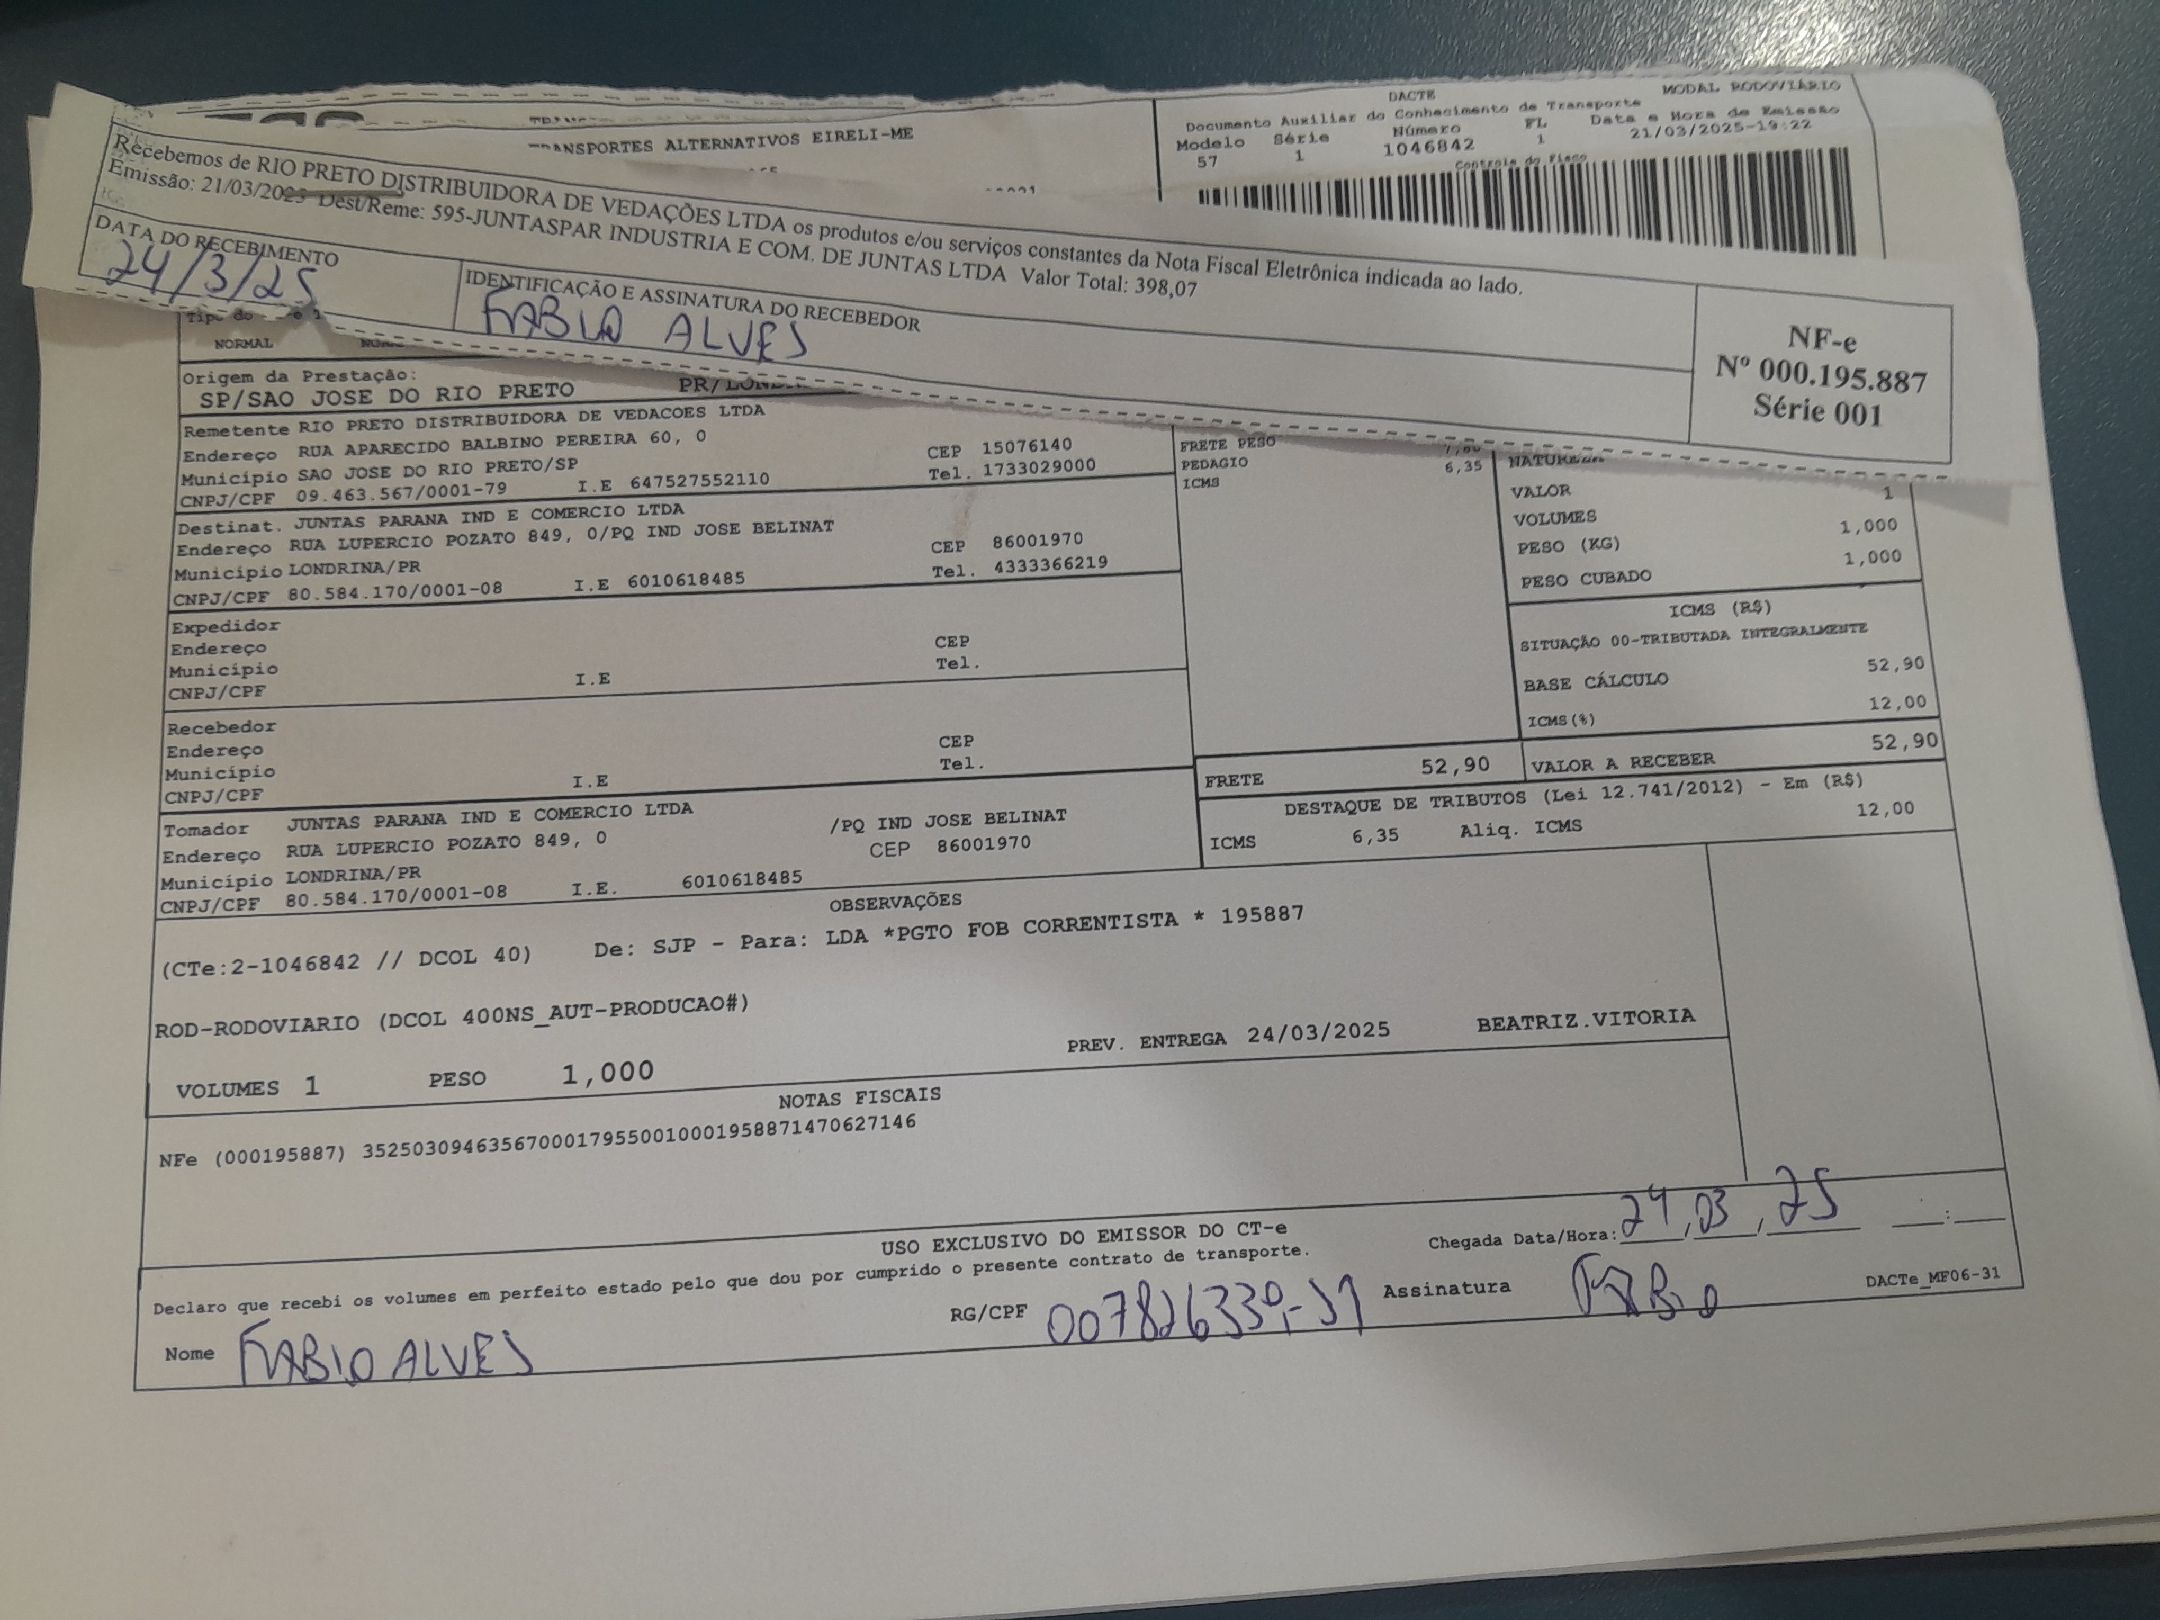 TRANSPORTES ALTERNATIVOS EIRELI-ME
DACTE
MODAL RODOVIÁRIO
Documento Auxiliar do Conhecimento de Transporte
Modelo Série Número FL Data e Hora de Emissão
57 1 1046842 1 21/03/2025-19:22
Controle do Fisco
Recebemos de RIO PRETO DISTRIBUIDORA DE VEDAÇÕES LTDA os produtos e/ou serviços constantes da Nota Fiscal Eletrônica indicada ao lado.
Emissão: 21/03/2025 Dest/Reme: 595-JUNTASPAR INDUSTRIA E COM. DE JUNTAS LTDA Valor Total: 398,07
DATA DO RECEBIMENTO
24/3/25
IDENTIFICAÇÃO E ASSINATURA DO RECEBEDOR
FABIO ALVES
NF-e
Nº 000.195.887
Série 001
NORMAL
Origem da Prestação:
SP/SAO JOSE DO RIO PRETO
Remetente RIO PRETO DISTRIBUIDORA DE VEDACOES LTDA
Endereço RUA APARECIDO BALBINO PEREIRA 60, 0 CEP 15076140
Município SAO JOSE DO RIO PRETO/SP Tel. 1733029000
CNPJ/CPF 09.463.567/0001-79 I.E 647527552110
Destinat. JUNTAS PARANA IND E COMERCIO LTDA
Endereço RUA LUPERCIO POZATO 849, 0/PQ IND JOSE BELINAT CEP 86001970
Município LONDRINA/PR Tel. 4333366219
CNPJ/CPF 80.584.170/0001-08 I.E 6010618485
Expedidor
Endereço CEP
Município Tel.
CNPJ/CPF I.E
Recebedor
Endereço CEP
Município Tel.
CNPJ/CPF I.E
Tomador JUNTAS PARANA IND E COMERCIO LTDA
Endereço RUA LUPERCIO POZATO 849, 0 /PQ IND JOSE BELINAT
Município LONDRINA/PR CEP 86001970
CNPJ/CPF 80.584.170/0001-08 I.E. 6010618485
FRETE PESO
PEDAGIO 6,35
ICMS
VALOR 1
VOLUMES 1,000
PESO (KG) 1,000
PESO CUBADO
ICMS (R$)
SITUAÇÃO 00-TRIBUTADA INTEGRALMENTE
BASE CÁLCULO 52,90
ICMS(%) 12,00
FRETE 52,90 VALOR A RECEBER 52,90
DESTAQUE DE TRIBUTOS (Lei 12.741/2012) - Em (R$)
ICMS 6,35 Aliq. ICMS 12,00
OBSERVAÇÕES
(CTe:2-1046842 // DCOL 40) De: SJP - Para: LDA *PGTO FOB CORRENTISTA * 195887
ROD-RODOVIARIO (DCOL 400NS_AUT-PRODUCAO#)
PREV. ENTREGA 24/03/2025 BEATRIZ.VITORIA
VOLUMES 1 PESO 1,000
NOTAS FISCAIS
NFe (000195887) 35250309463567000179550010001958871470627146
USO EXCLUSIVO DO EMISSOR DO CT-e
Declaro que recebi os volumes em perfeito estado pelo que dou por cumprido o presente contrato de transporte.
Chegada Data/Hora: 24,03,25 :
Nome FABIO ALVES RG/CPF Assinatura FABIO
DACTe_MF06-31